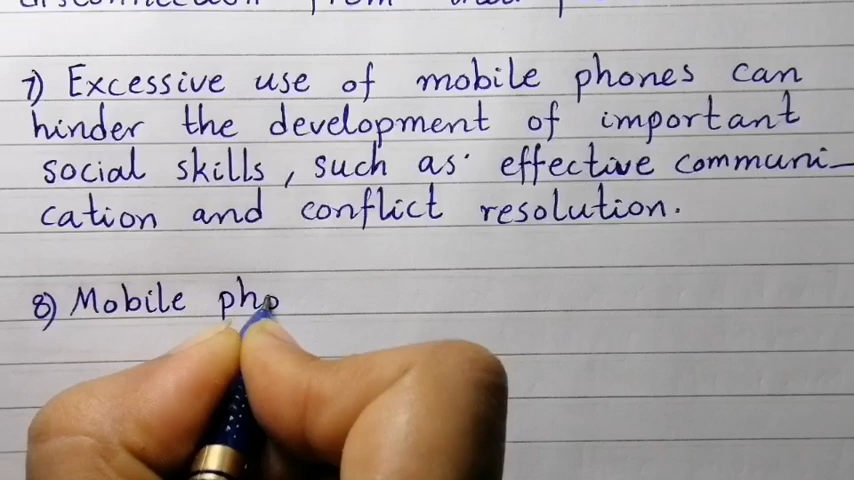 7) Excessive use of mobile phones can
hinder the development of important
social skills, such as effective communi-
cation and conflict resolution.
8) Mobile pho